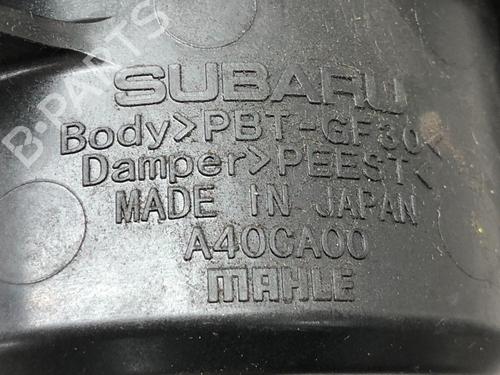 B-PARTS
SUBARU
Body>PBT-GF30<
Damper>PEEST<
MADE IN JAPAN
A40CA00
MAHLE